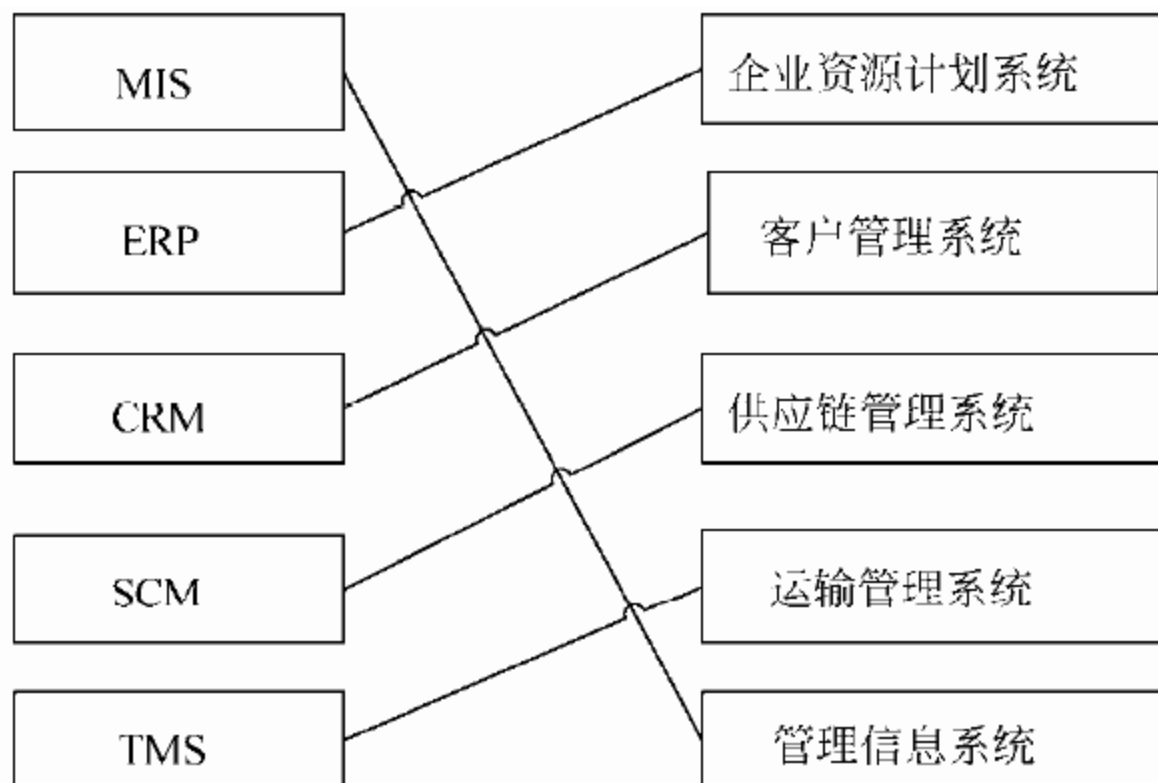 MIS
企业资源计划系统
ERP
客户管理系统
CRM
供应链管理系统
SCM
运输管理系统
TMS
管理信息系统